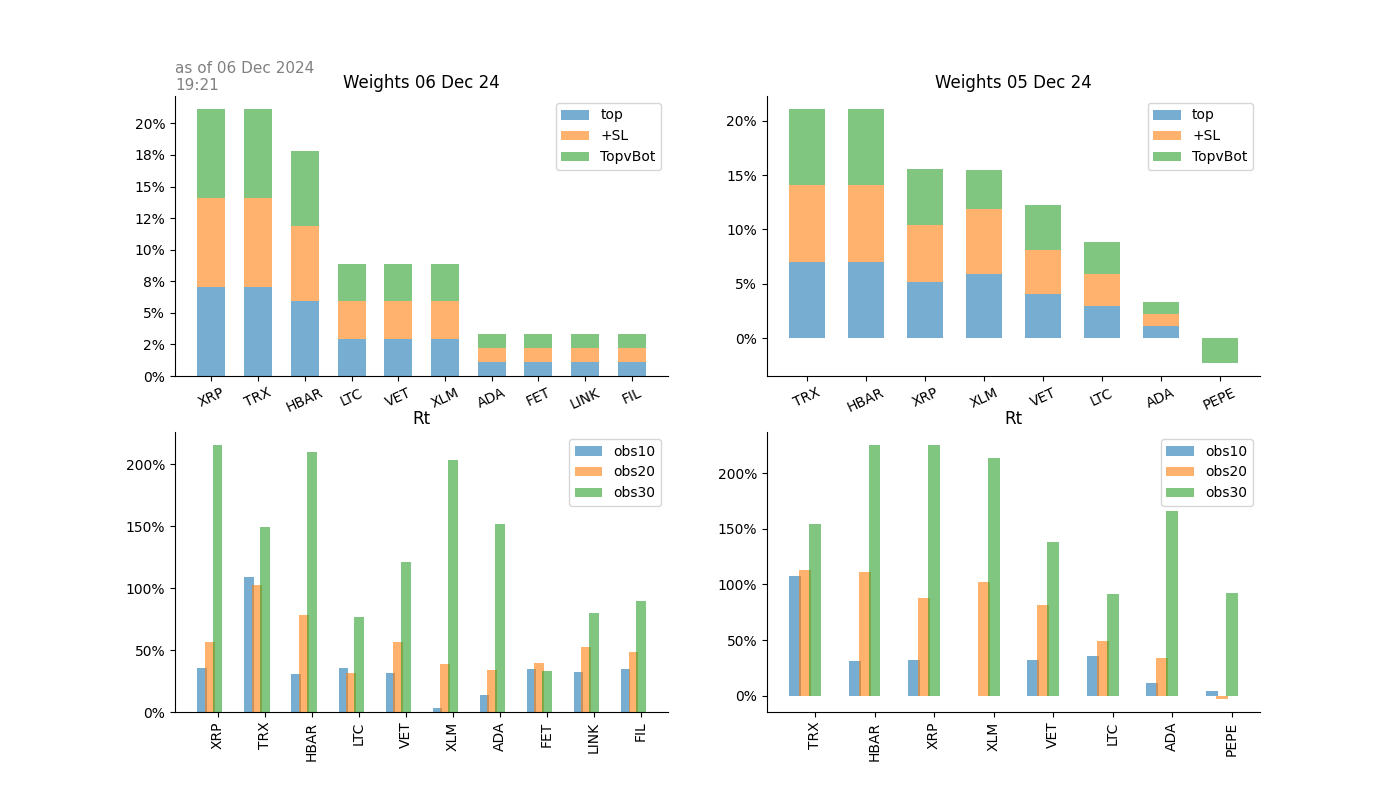 as of 06 Dec 2024
19:21
Weights 06 Dec 24
20%
18%
15%
12%
10%
8%
5%
2%
0%
top
+SL
TopvBot
XRP
TRX
HBAR
LTC
VET
XLM
ADA
FET
LINK
FIL
Weights 05 Dec 24
20%
15%
10%
5%
0%
top
+SL
TopvBot
TRX
HBAR
XRP
XLM
VET
LTC
ADA
PEPE
Rt
200%
150%
100%
50%
0%
obs10
obs20
obs30
XRP
TRX
HBAR
LTC
VET
XLM
ADA
FET
LINK
FIL
Rt
200%
150%
100%
50%
0%
obs10
obs20
obs30
TRX
HBAR
XRP
XLM
VET
LTC
ADA
PEPE